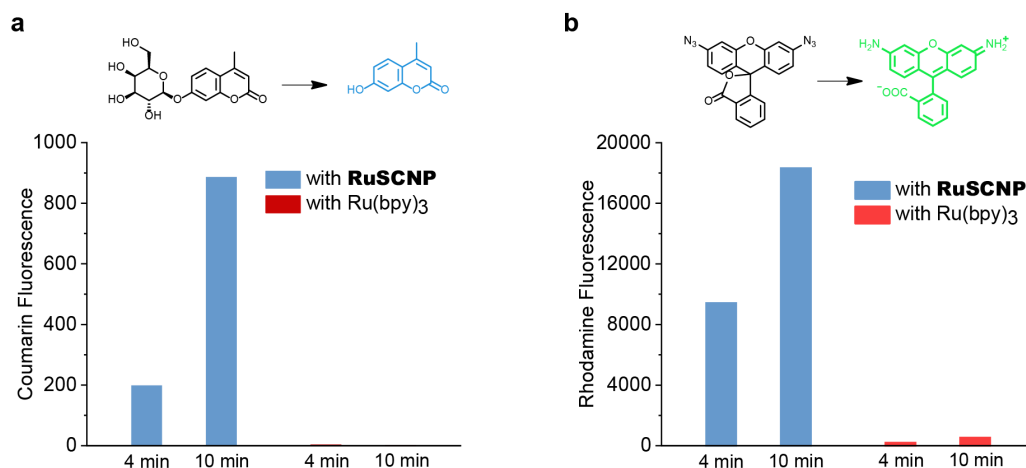 a
HO
HO
O
HO
OH
O
O
O
HO
O
O
Coumarin Fluorescence
1000
800
600
400
200
0
with RuSCNP
with Ru(bpy)3
4 min
10 min
4 min
10 min
b
N3
O
N3
O
O
H2N
O
NH2+
−OOC
Rhodamine Fluorescence
20000
16000
12000
8000
4000
0
with RuSCNP
with Ru(bpy)3
4 min
10 min
4 min
10 min